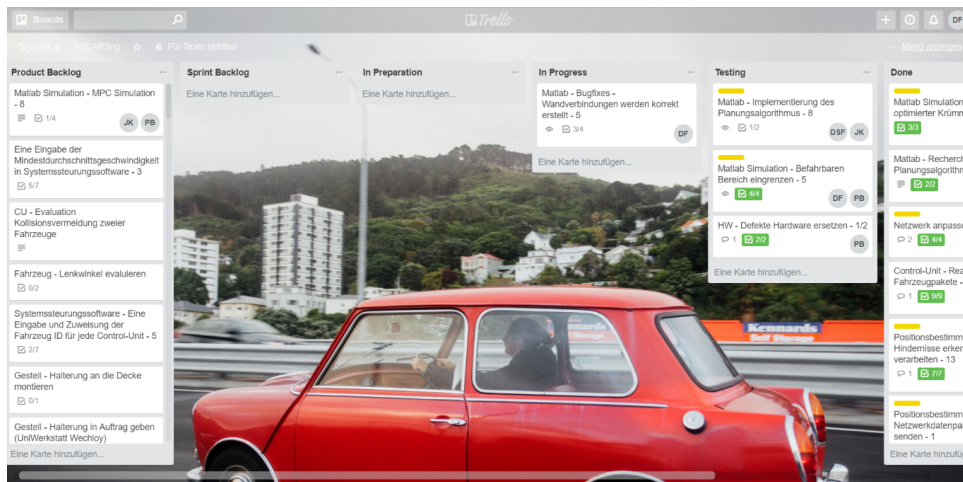 Boards
Trello
DF
Sprint 4
Für Team sichtbar
Menü anzeigen
Product Backlog
Matlab Simulation - MPC Simulation
- 8
1/4
JK PB
Eine Eingabe der
Mindestdurchschnittsgeschwindigkeit
in Systemssteuerungssoftware - 3
5/7
CU - Evaluation
Kollisionsvermeidung zweier
Fahrzeuge
Fahrzeug - Lenkwinkel evaluieren
0/2
Systemssteuerungssoftware - Eine
Eingabe und Zuweisung der
Fahrzeug ID für jede Control-Unit - 5
2/7
Gestell - Halterung an die Decke
montieren
0/1
Gestell - Halterung in Auftrag geben
(UniWerkstatt Wechloy)
Eine Karte hinzufügen...
Sprint Backlog
Eine Karte hinzufügen...
In Preparation
Eine Karte hinzufügen...
In Progress
Matlab - Bugfixes -
Wandverbindungen werden korrekt
erstellt - 5
3/4
DF
Eine Karte hinzufügen...
Testing
Matlab - Implementierung des
Planungsalgorithmus - 8
1/2
DSF JK
Matlab Simulation - Befahrbaren
Bereich eingrenzen - 5
4/4
DF PB
HW - Defekte Hardware ersetzen - 1/2
1 2/2
PB
Eine Karte hinzufügen...
Done
Matlab Simulation
optimierter Krümm
3/3
Matlab - Recherch
Planungsalgorithm
2/2
Netzwerk anpasse
2 4/4
Control-Unit - Rea
Fahrzeugpakete -
1 9/9
Positionsbestimm
Hindernisse erker
verarbeiten - 13
1 7/7
Positionsbestimm
Netzwerkdatenpa
senden - 1
Eine Karte hinzufü
Kennards
Self Storage